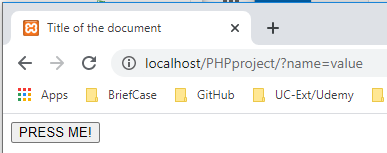 Title of the document
localhost/PHPproject/?name=value
Apps BriefCase GitHub UC-Ext/Udemy
PRESS ME!